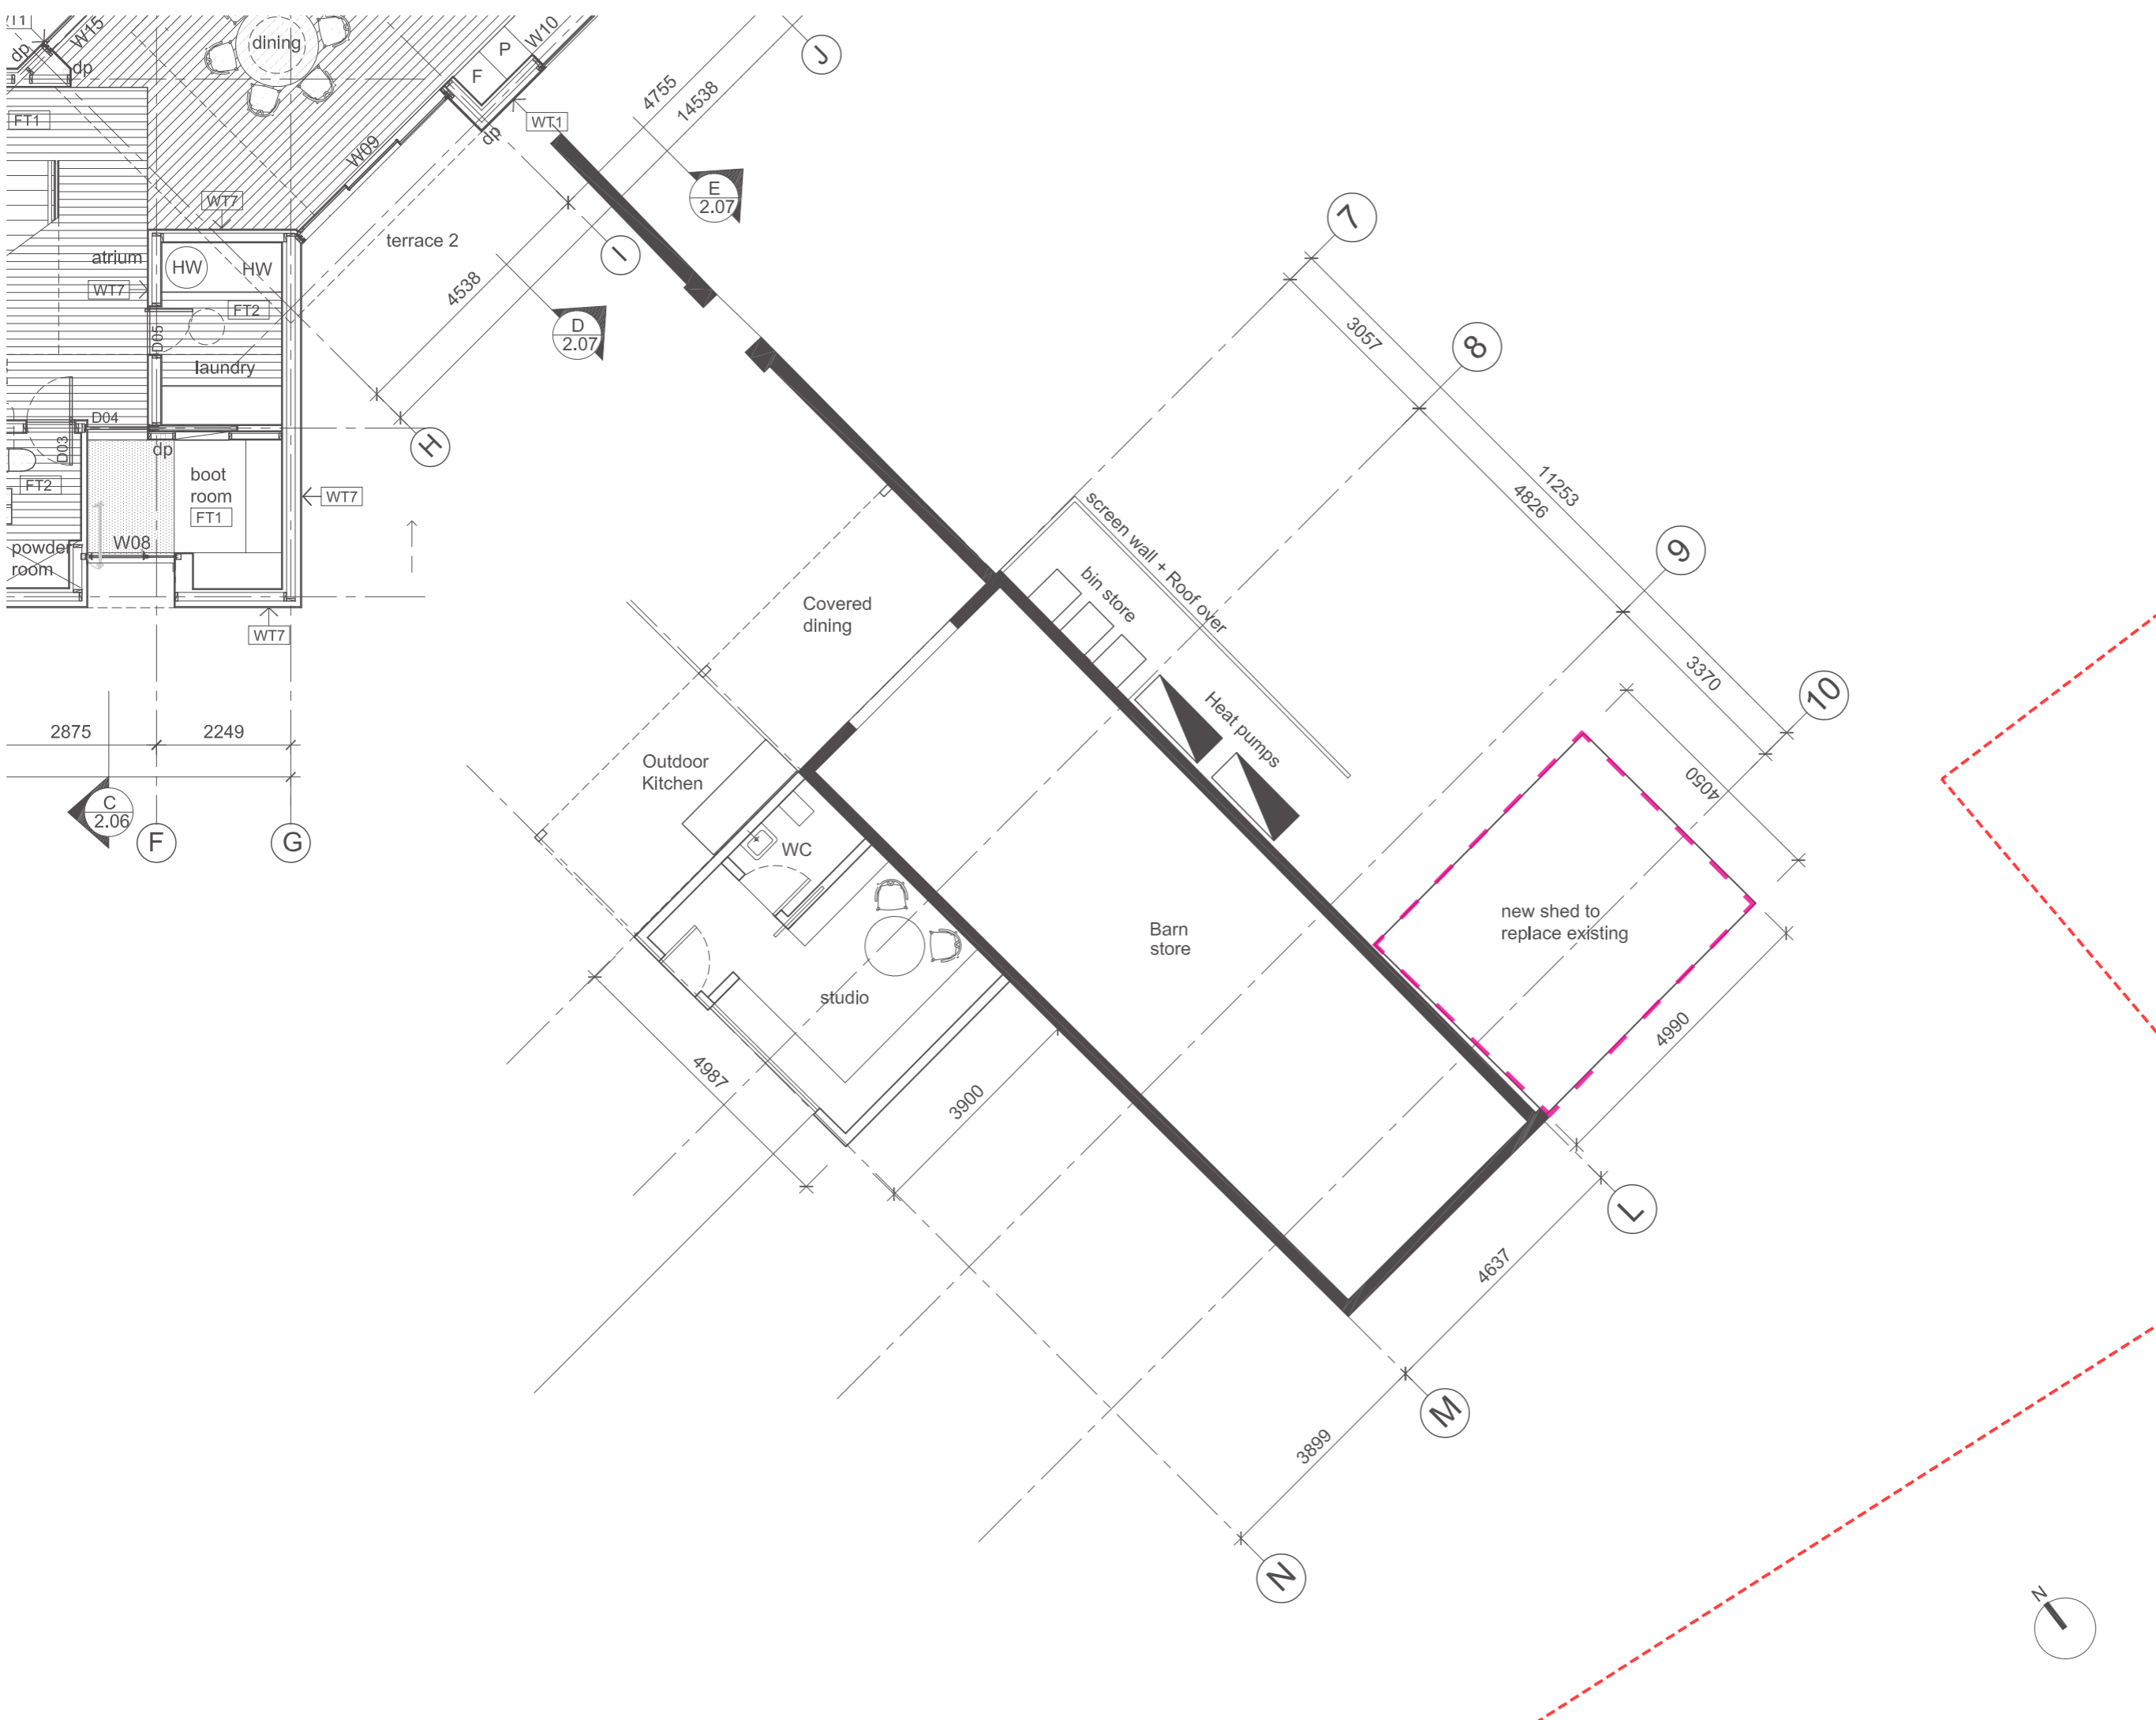 W15
dp
dp
dining
P
F
W10
dp
WT1
J
4755
14538
FT1
W09
WT7
E
2.07
7
terrace 2
I
atrium
HW
HW
WT7
FT2
4538
D
2.07
D05
laundry
3057
8
H
D04
D03
dp
boot
room
FT1
FT2
WT7
powder
room
W08
WT7
11253
4826
9
screen wall + Roof over
bin store
Covered
dining
3370
10
Heat pumps
2875
2249
C
2.06
F
G
Outdoor
Kitchen
4050
WC
new shed to
replace existing
Barn
store
studio
4990
4987
3900
L
4637
M
3899
N
N